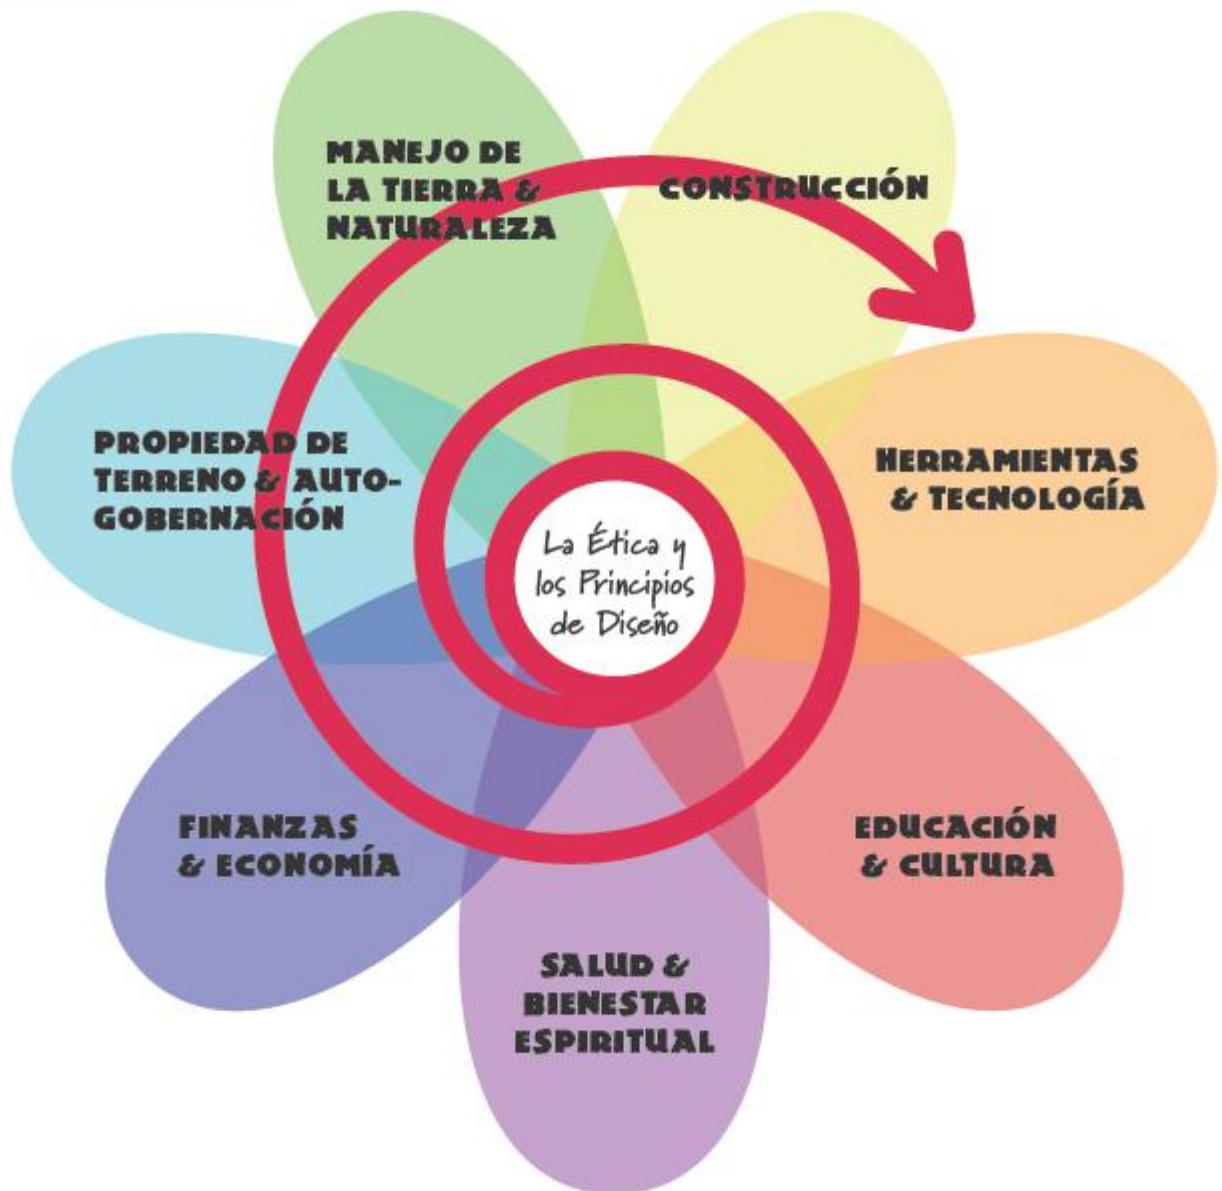 MANEJO DE
LA TIERRA &
NATURALEZA
CONSTRUCCIÓN
PROPIEDAD DE
TERRENO & AUTO-
GOBERNACIÓN
HERRAMIENTAS
& TECNOLOGÍA
La Ética y
los Principios
de Diseño
FINANZAS
& ECONOMÍA
EDUCACIÓN
& CULTURA
SALUD &
BIENESTAR
ESPIRITUAL